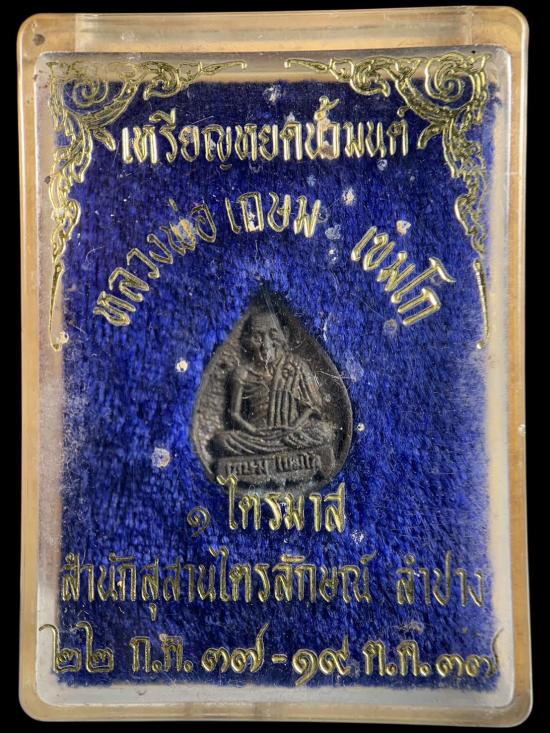 เหรียญหยดน้ำมนต์
หลวงพ่อ เกษม เขมโก
เกษม เขมโก
๑ ไตรมาส
สำนักสุสานไตรลักษณ์ ลำปาง
๒๒ ก.ค. ๓๗ - ๑๙ ต.ค. ๓๗